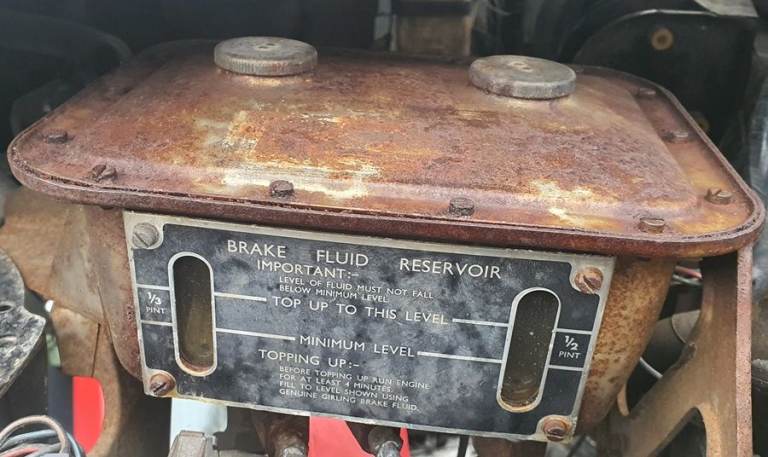 BRAKE FLUID RESERVOIR
IMPORTANT:-
LEVEL OF FLUID MUST NOT FALL
BELOW MINIMUM LEVEL
1/3 PINT
TOP UP TO THIS LEVEL
MINIMUM LEVEL
1/2 PINT
TOPPING UP:-
BEFORE TOPPING UP RUN ENGINE
FOR AT LEAST 4 MINUTES.
FILL TO LEVEL SHOWN USING
GENUINE GIRLING BRAKE FLUID.